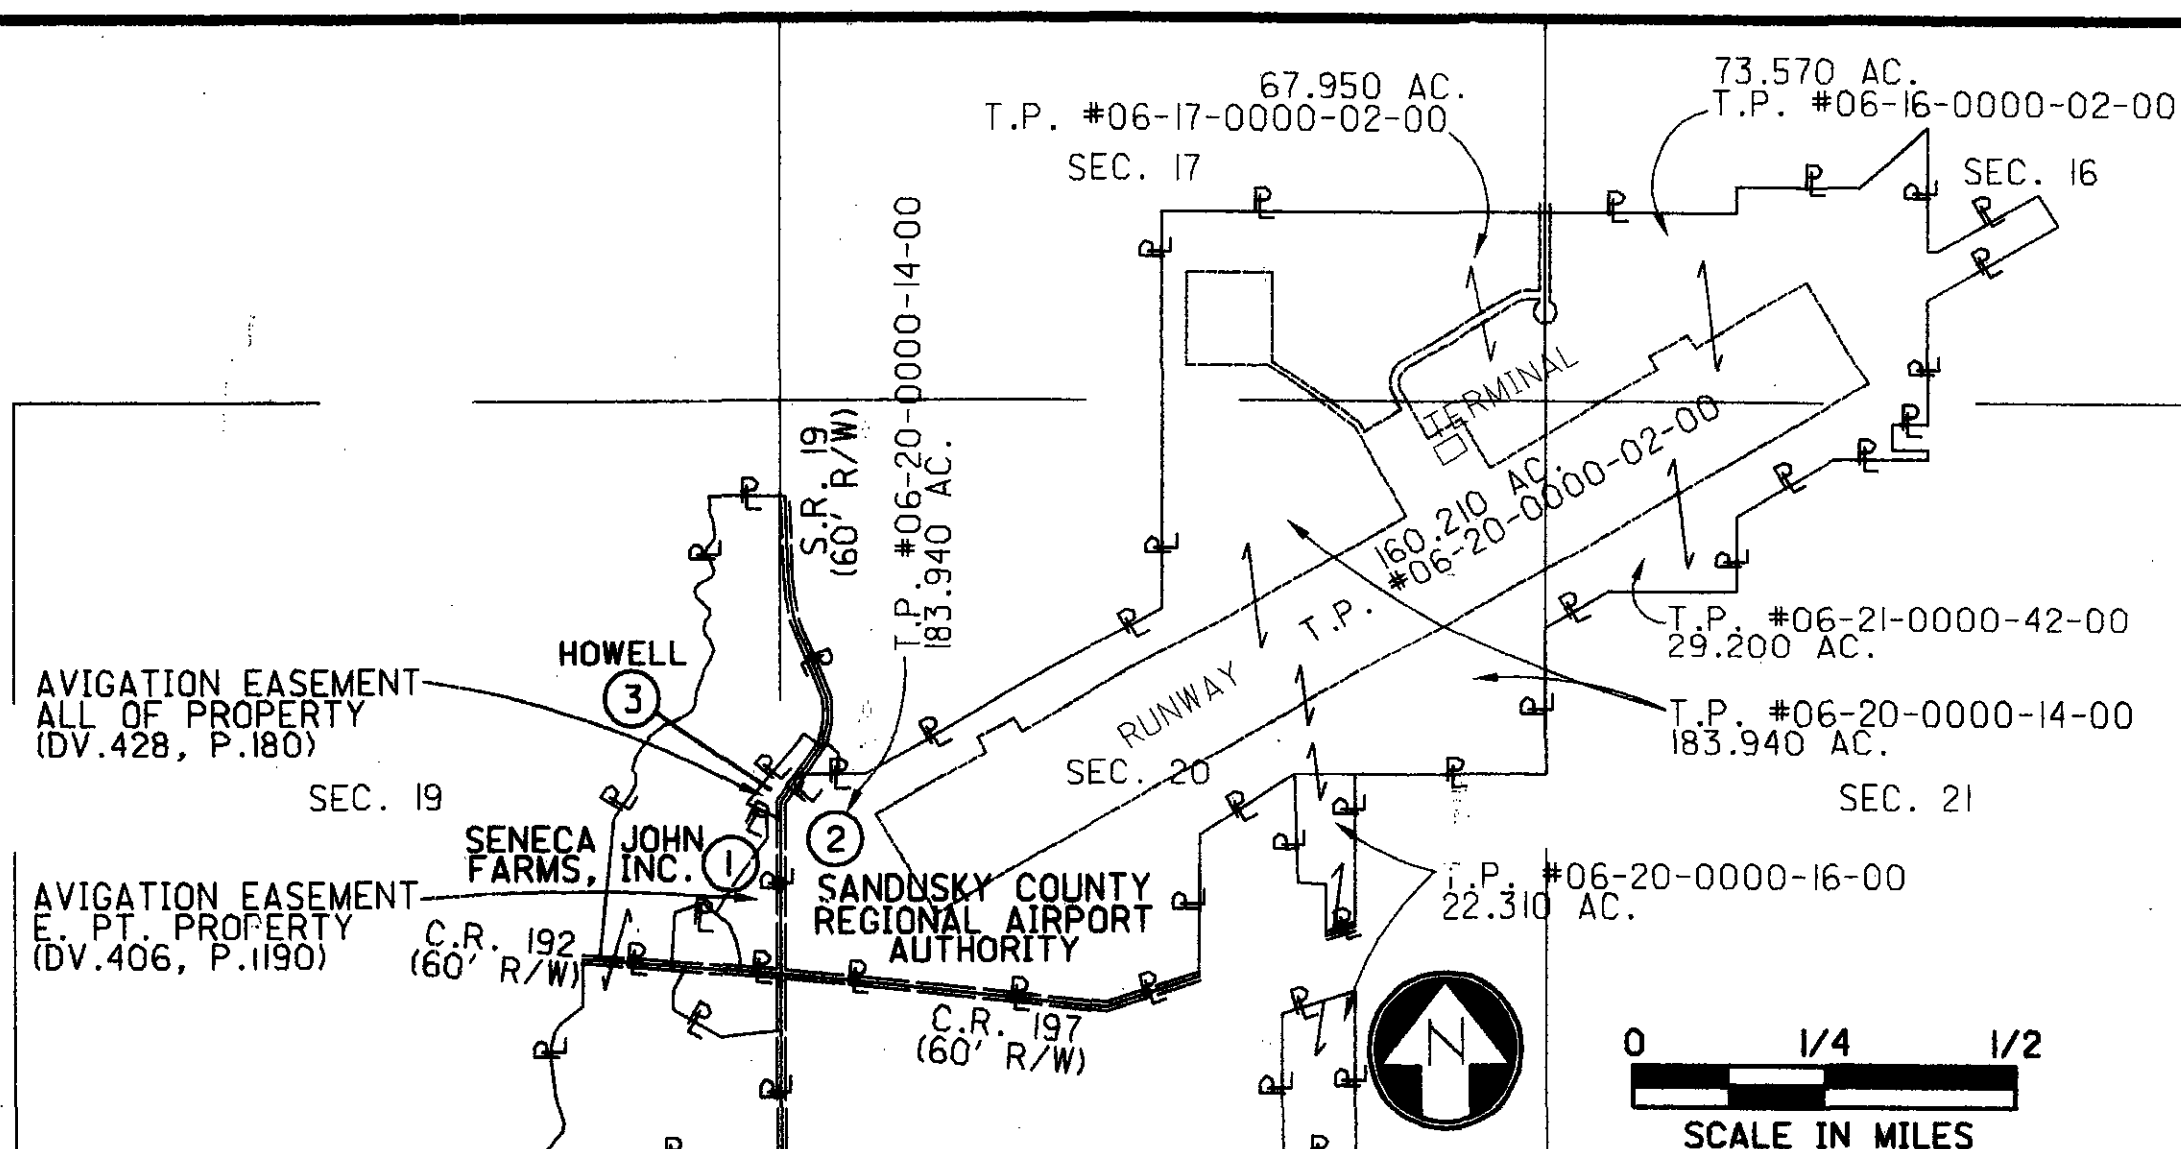 67.950 AC.
T.P. #06-17-0000-02-00
SEC. 17
73.570 AC.
T.P. #06-16-0000-02-00
SEC. 16
S.R. 19
(60' R/W)
T.P. #06-20-0000-14-00
183.940 AC.
TERMINAL
160.210 AC.
T.P. #06-20-0000-02-00
RUNWAY
T.P. #06-21-0000-42-00
29.200 AC.
T.P. #06-20-0000-14-00
183.940 AC.
HOWELL
3
AVIGATION EASEMENT
ALL OF PROPERTY
(DV.428, P.180)
SEC. 19
SEC. 20
SEC. 21
SENECA JOHN
FARMS, INC.
1
2
SANDUSKY COUNTY
REGIONAL AIRPORT
AUTHORITY
AVIGATION EASEMENT
E. PT. PROPERTY
(DV.406, P.1190)
C.R. 192
(60' R/W)
T.P. #06-20-0000-16-00
22.310 AC.
C.R. 197
(60' R/W)
N
0 1/4 1/2
SCALE IN MILES